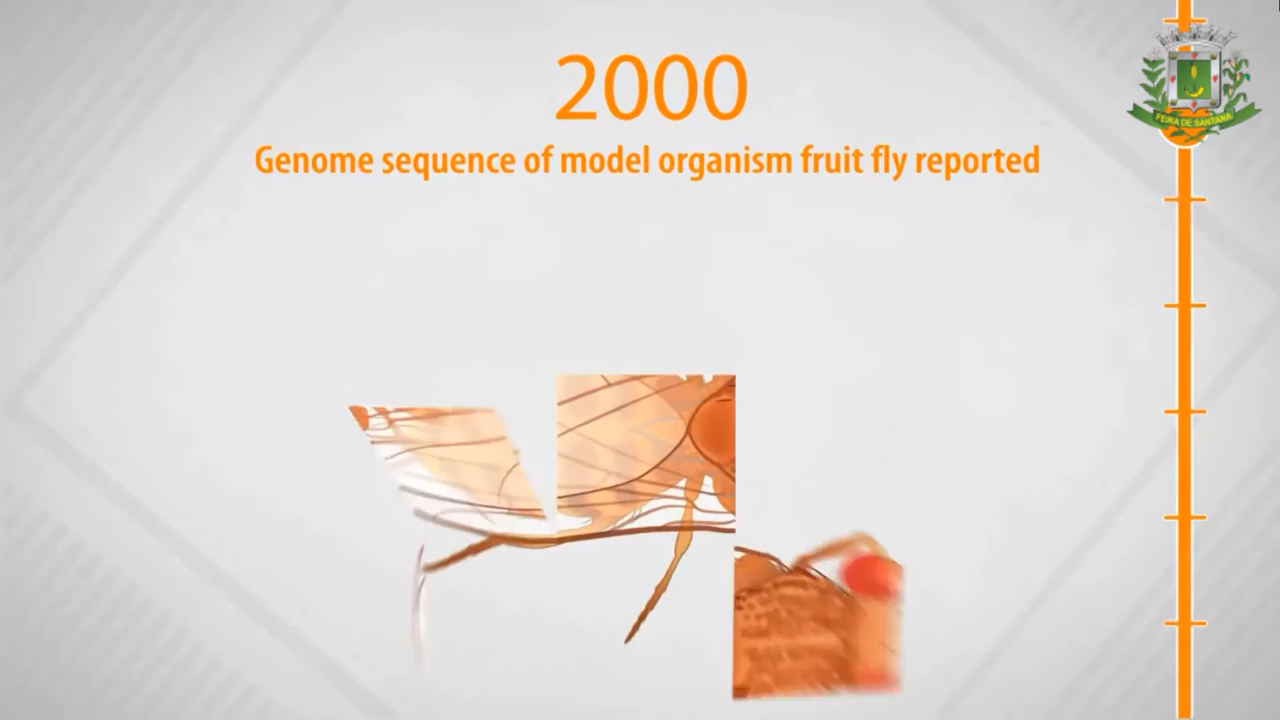 2000
Genome sequence of model organism fruit fly reported
FEIRA DE SANTANA